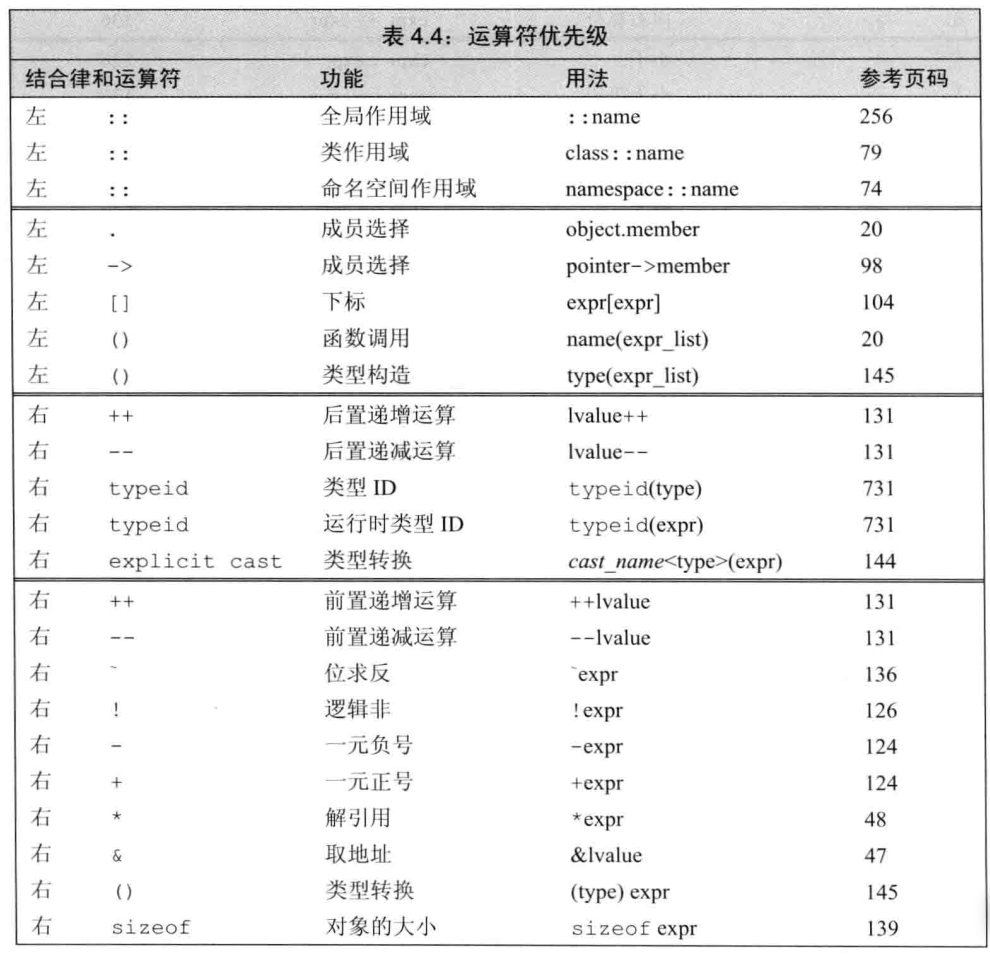 表 4.4：运算符优先级
结合律和运算符 功能 用法 参考页码
左 :: 全局作用域 ::name 256
左 :: 类作用域 class::name 79
左 :: 命名空间作用域 namespace::name 74
左 . 成员选择 object.member 20
左 -> 成员选择 pointer->member 98
左 [] 下标 expr[expr] 104
左 () 函数调用 name(expr_list) 20
左 () 类型构造 type(expr_list) 145
右 ++ 后置递增运算 lvalue++ 131
右 -- 后置递减运算 lvalue-- 131
右 typeid 类型 ID typeid(type) 731
右 typeid 运行时类型 ID typeid(expr) 731
右 explicit cast 类型转换 cast_name<type>(expr) 144
右 ++ 前置递增运算 ++lvalue 131
右 -- 前置递减运算 --lvalue 131
右 ~ 位求反 ~expr 136
右 ! 逻辑非 !expr 126
右 - 一元负号 -expr 124
右 + 一元正号 +expr 124
右 * 解引用 *expr 48
右 & 取地址 &lvalue 47
右 () 类型转换 (type) expr 145
右 sizeof 对象的大小 sizeof expr 139